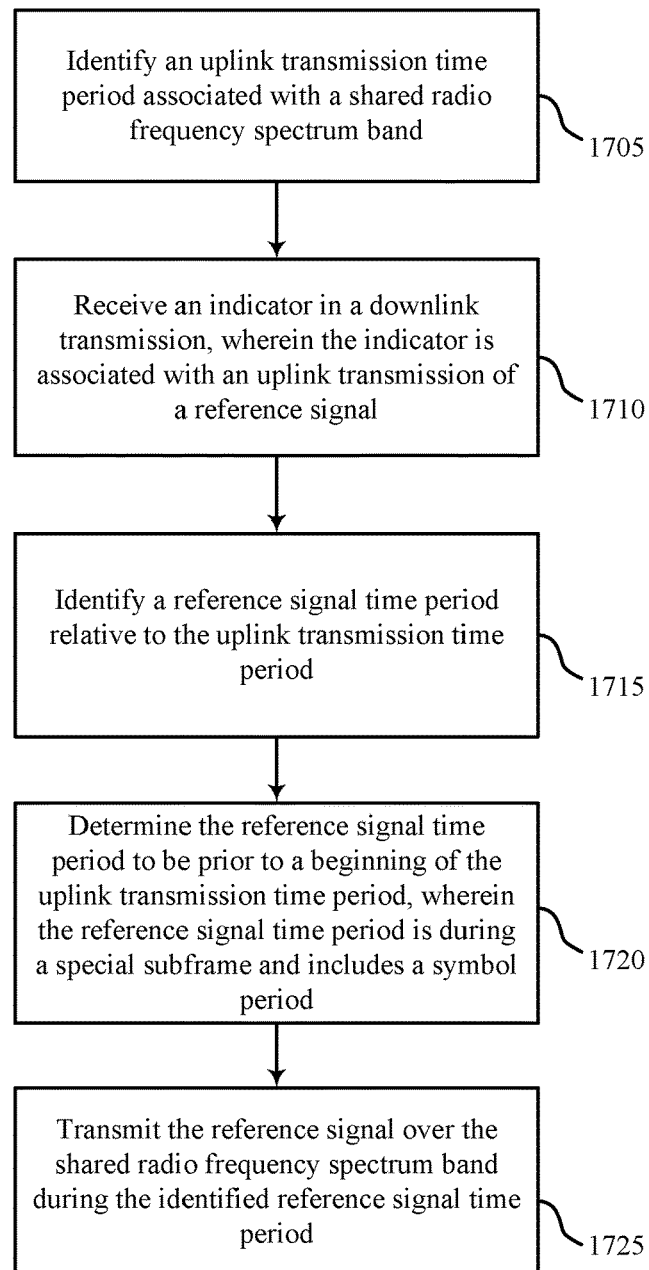 Identify an uplink transmission time
period associated with a shared radio
frequency spectrum band
1705
Receive an indicator in a downlink
transmission, wherein the indicator is
associated with an uplink transmission of
a reference signal
1710
Identify a reference signal time period
relative to the uplink transmission time
period
1715
Determine the reference signal time
period to be prior to a beginning of the
uplink transmission time period, wherein
the reference signal time period is during
a special subframe and includes a symbol
period
1720
Transmit the reference signal over the
shared radio frequency spectrum band
during the identified reference signal time
period
1725